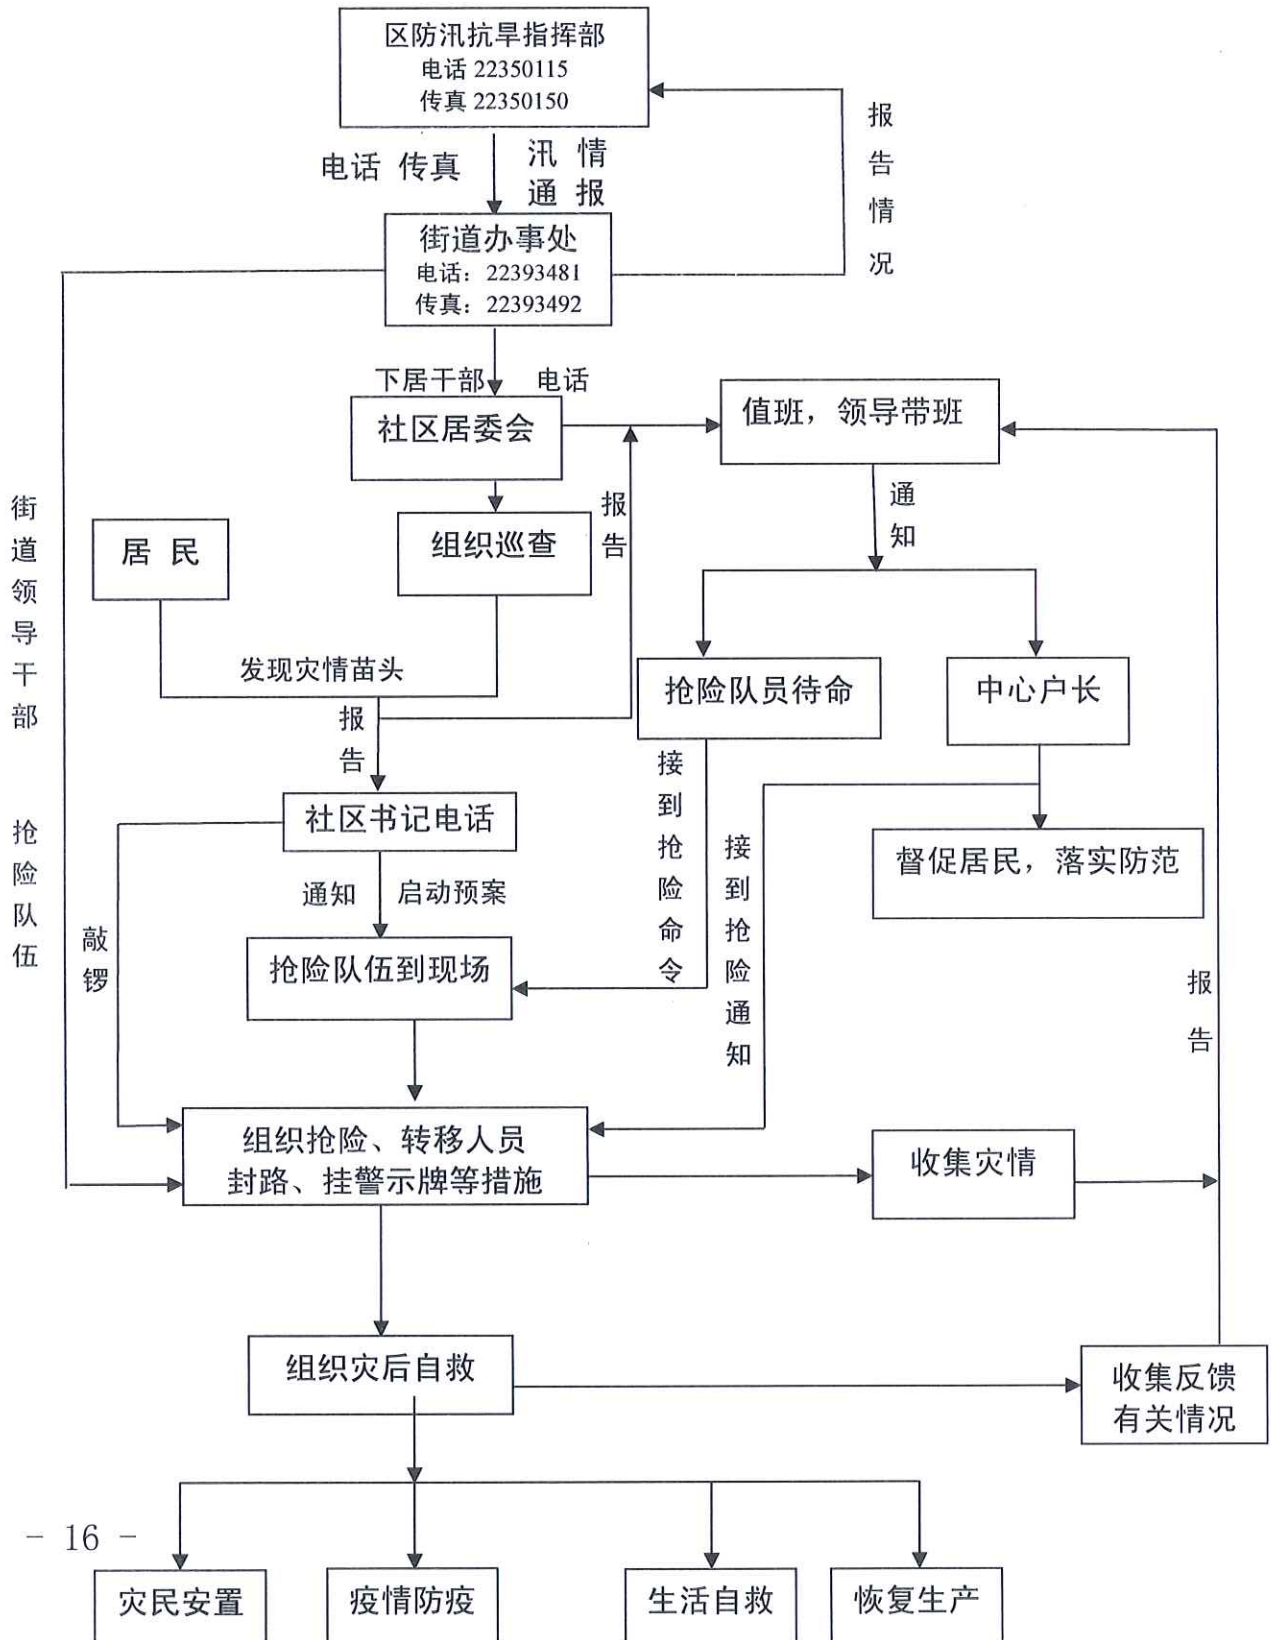 区防汛抗旱指挥部
电话 22350115
传真 22350150
报告情况
电话 传真
汛 情
通 报
街道办事处
电话：22393481
传真：22393492
下居干部
电话
社区居委会
值班，领导带班
街道领导干部 抢险队伍
居 民
组织巡查
报告
通知
发现灾情苗头
报告
抢险队员待命
中心户长
社区书记电话
接到抢险命令
接到抢险通知
督促居民，落实防范
通知
启动预案
敲锣
抢险队伍到现场
报告
组织抢险、转移人员
封路、挂警示牌等措施
收集灾情
组织灾后自救
收集反馈
有关情况
- 16 -
灾民安置
疫情防疫
生活自救
恢复生产